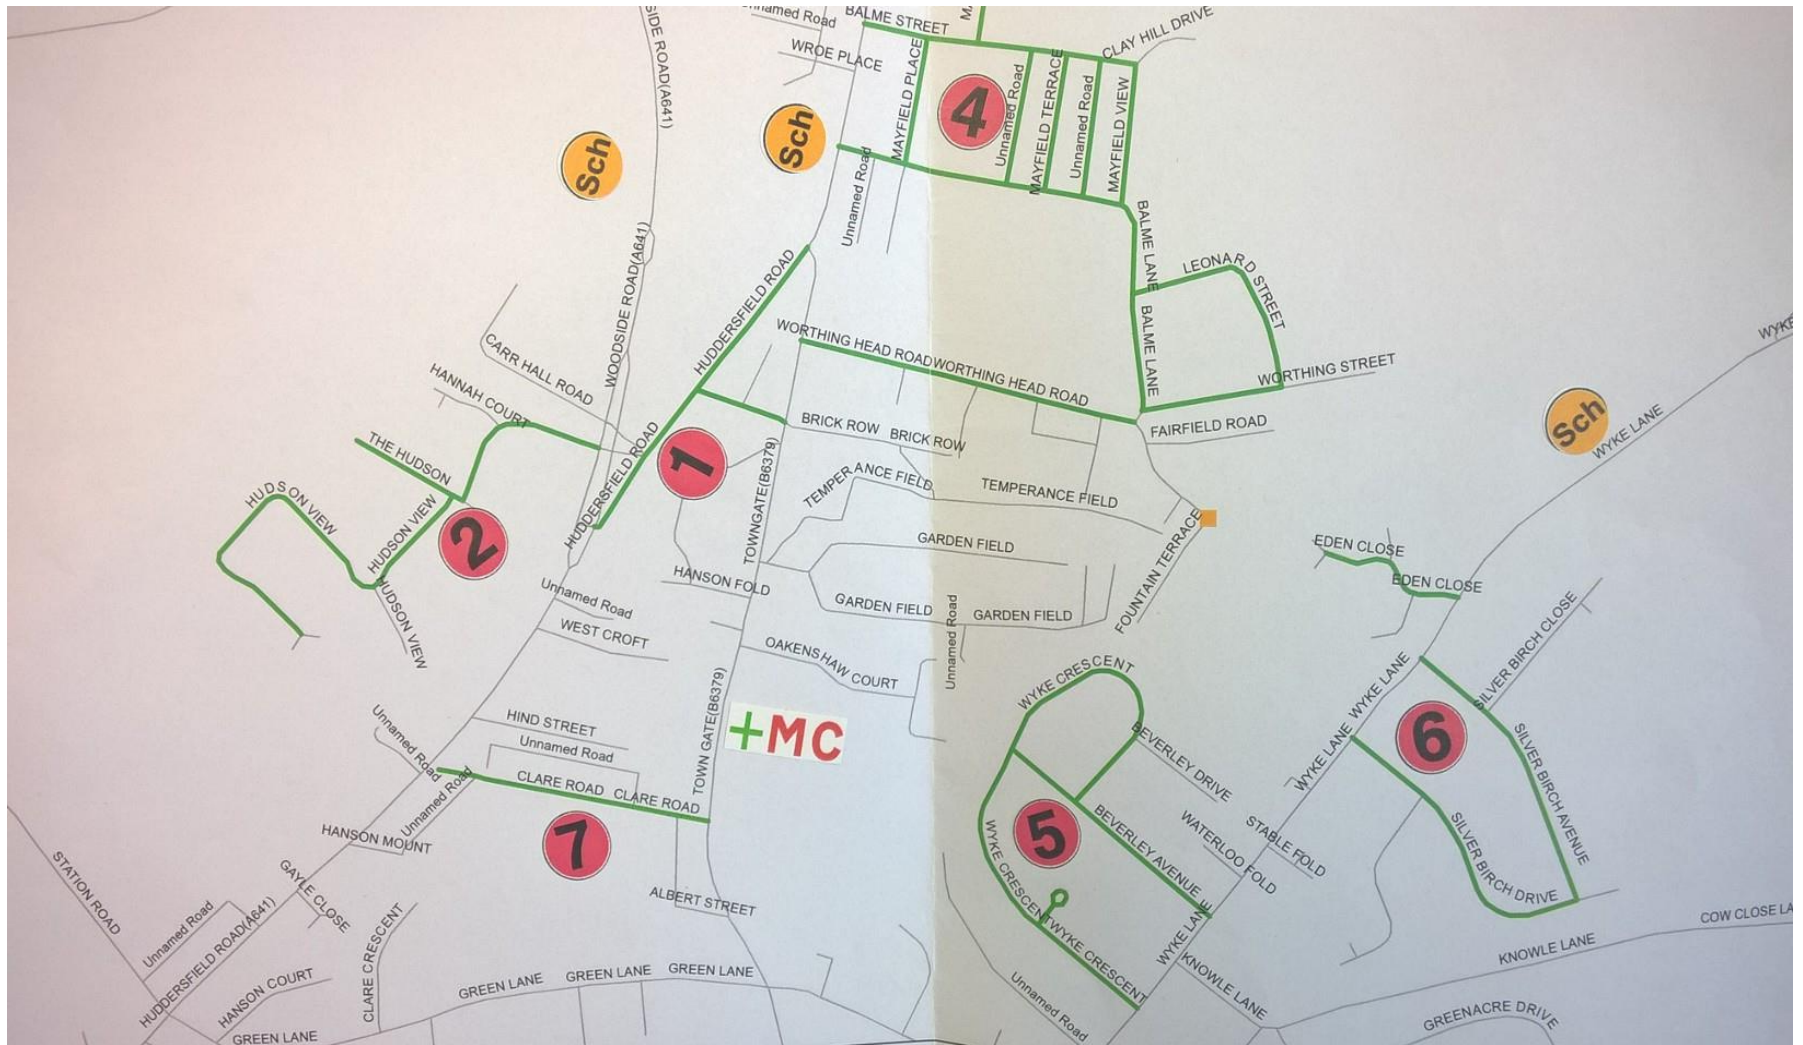 SIDE ROAD(A641)
Unnamed Road
BALME STREET
MA
CLAY HILL DRIVE
WROE PLACE
MAYFIELD PLACE
4
Unnamed Road
MAYFIELD TERRACE
Unnamed Road
MAYFIELD VIEW
Sch
Sch
Unnamed Road
WOODSIDE ROAD(A641)
BALME LANE
LEONARD STREET
HUDDERSFIELD ROAD
BALME LANE
WORTHING HEAD ROAD
WORTHING HEAD ROAD
WORTHING STREET
WYKE
CARR HALL ROAD
HANNAH COURT
BRICK ROW
BRICK ROW
FAIRFIELD ROAD
Sch
WYKE LANE
THE HUDSON
HUDDERSFIELD ROAD
1
TOWNGATE(B6379)
TEMPERANCE FIELD
TEMPERANCE FIELD
HUDSON VIEW
HUDSON VIEW
2
GARDEN FIELD
FOUNTAIN TERRACE
EDEN CLOSE
EDEN CLOSE
HANSON FOLD
HUDSON VIEW
Unnamed Road
GARDEN FIELD
GARDEN FIELD
WEST CROFT
OAKENSHAW COURT
Unnamed Road
SILVER BIRCH CLOSE
WYKE CRESCENT
WYKE LANE
TOWN GATE(B6379)
+MC
Unnamed Road
HIND STREET
Unnamed Road
BEVERLEY DRIVE
WYKE LANE
6
SILVER BIRCH AVENUE
Unnamed Road
CLARE ROAD
CLARE ROAD
HANSON MOUNT
7
5
BEVERLEY AVENUE
WATERLOO FOLD
STABLE FOLD
SILVER BIRCH DRIVE
WYKE CRESCENT
STATION ROAD
GAYLE CLOSE
ALBERT STREET
Unnamed Road
HUDDERSFIELD ROAD(A641)
CLARE CRESCENT
WYKE CRESCENT
WYKE LANE
COW CLOSE LA
KNOWLE LANE
HANSON COURT
GREEN LANE
GREEN LANE
GREEN LANE
KNOWLE LANE
Unnamed Road
GREENACRE DRIVE
GREEN LANE